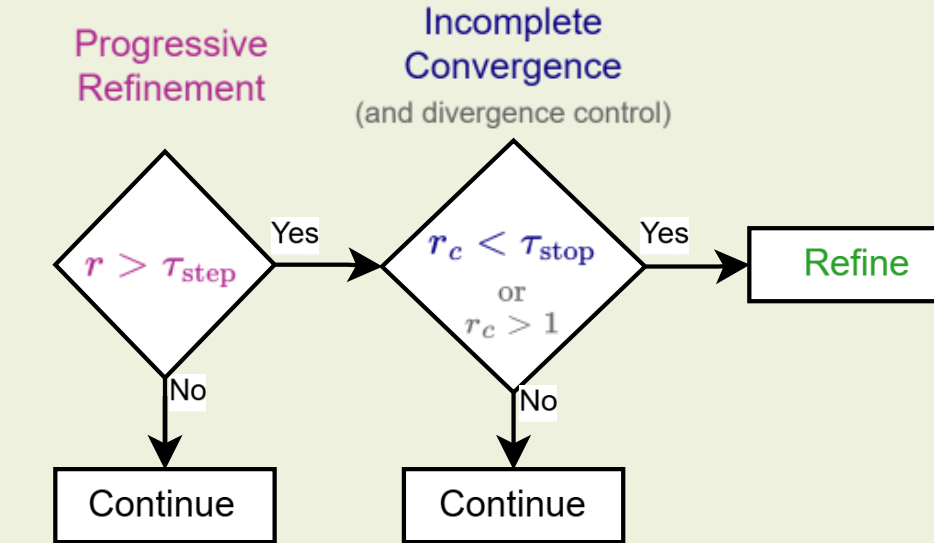 Progressive
Refinement
Incomplete
Convergence
(and divergence control)
r > τ_step
Yes
r_c < τ_stop
or
r_c > 1
Yes
Refine
No
No
Continue
Continue